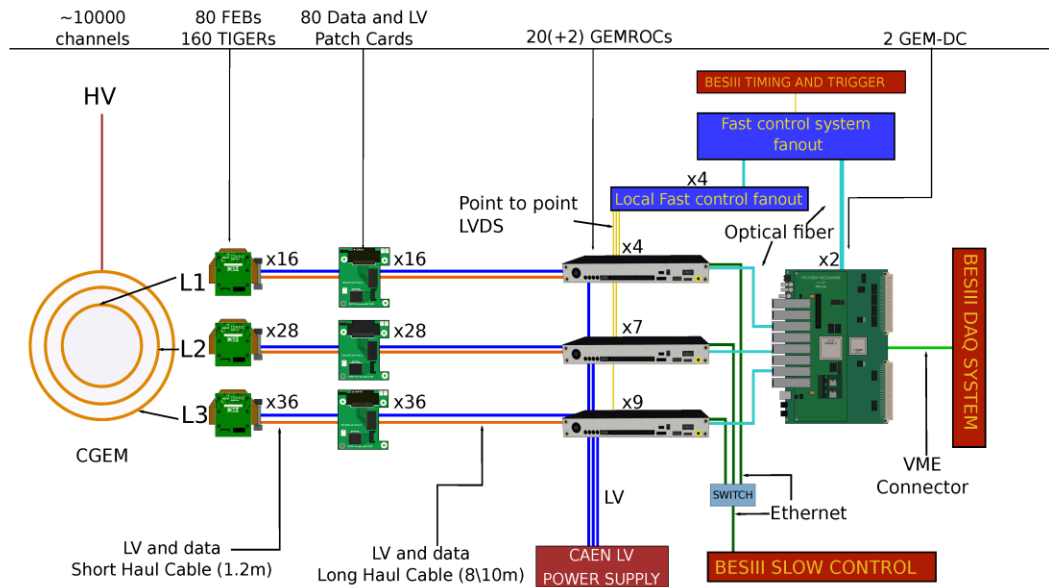 ~10000
channels
80 FEBs
160 TIGERs
80 Data and LV
Patch Cards
20(+2) GEMROCs
2 GEM-DC
HV
BESIII TIMING AND TRIGGER
Fast control system
fanout
x4
Local Fast control fanout
Point to point
LVDS
Optical fiber
L1
x16
x16
x4
x2
L2
x28
x28
x7
L3
x36
x36
x9
CGEM
BESIII DAQ SYSTEM
VME
Connector
SWITCH
Ethernet
LV
LV and data
Short Haul Cable (1.2m)
LV and data
Long Haul Cable (8\10m)
CAEN LV
POWER SUPPLY
BESIII SLOW CONTROL